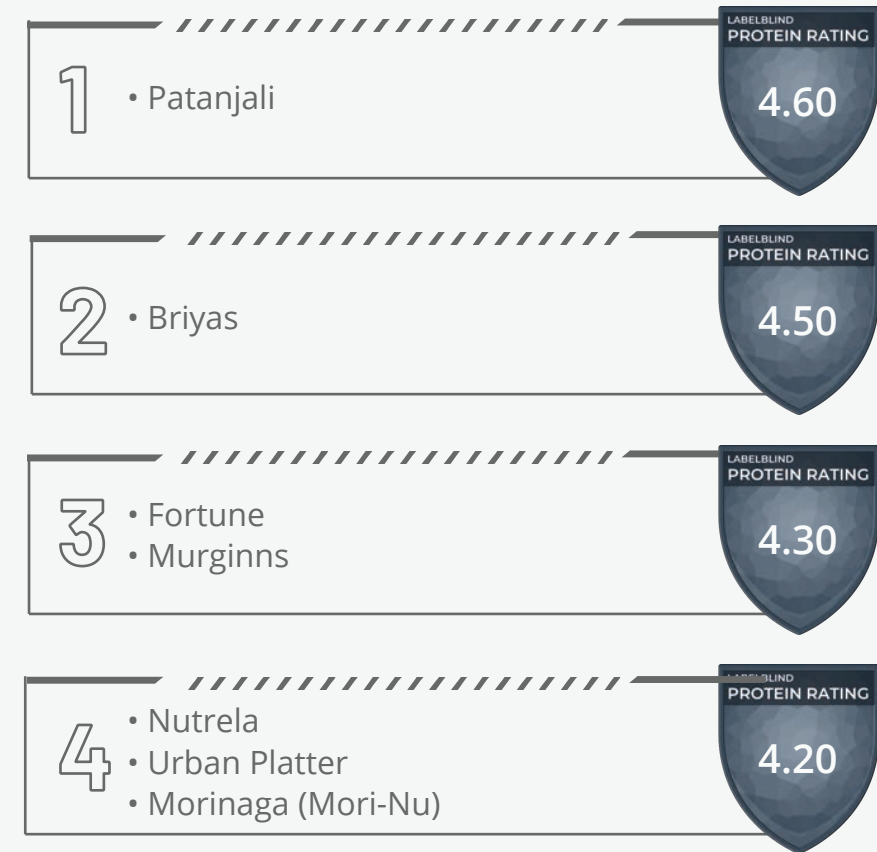 LABELBLIND
PROTEIN RATING
1
• Patanjali
4.60
LABELBLIND
PROTEIN RATING
2
• Briyas
4.50
LABELBLIND
PROTEIN RATING
3
• Fortune
• Murginns
4.30
PROTEIN RATING
4
• Nutrela
• Urban Platter
• Morinaga (Mori-Nu)
4.20